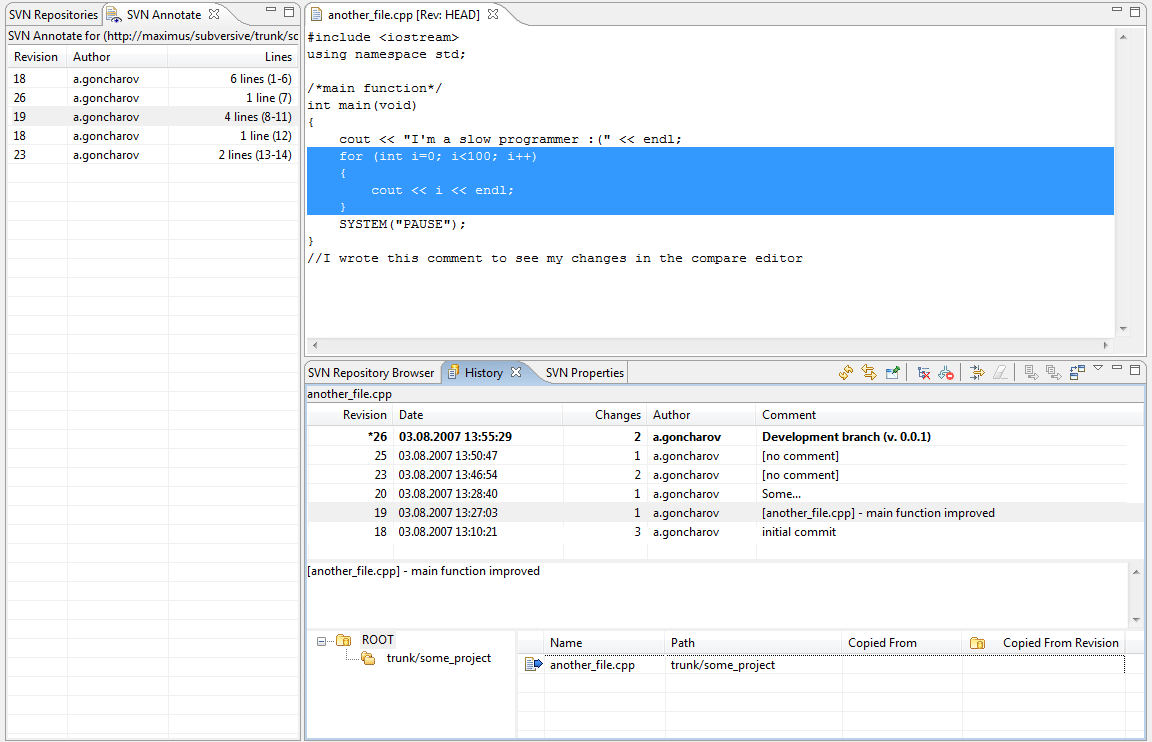 SVN Repositories SVN Annotate
SVN Annotate for (http://maximus/subversive/trunk/sc
Revision Author Lines
18 a.goncharov 6 lines (1-6)
26 a.goncharov 1 line (7)
19 a.goncharov 4 lines (8-11)
18 a.goncharov 1 line (12)
23 a.goncharov 2 lines (13-14)
another_file.cpp [Rev: HEAD]
#include <iostream>
using namespace std;
/*main function*/
int main(void)
{
cout << "I'm a slow programmer :(" << endl;
for (int i=0; i<100; i++)
{
cout << i << endl;
}
SYSTEM("PAUSE");
}
//I wrote this comment to see my changes in the compare editor
SVN Repository Browser History SVN Properties
another_file.cpp
Revision Date Changes Author Comment
*26 03.08.2007 13:55:29 2 a.goncharov Development branch (v. 0.0.1)
25 03.08.2007 13:50:47 1 a.goncharov [no comment]
23 03.08.2007 13:46:54 2 a.goncharov [no comment]
20 03.08.2007 13:28:40 1 a.goncharov Some...
19 03.08.2007 13:27:03 1 a.goncharov [another_file.cpp] - main function improved
18 03.08.2007 13:10:21 3 a.goncharov initial commit
[another_file.cpp] - main function improved
ROOT
trunk/some_project
Name Path Copied From Copied From Revision
another_file.cpp trunk/some_project